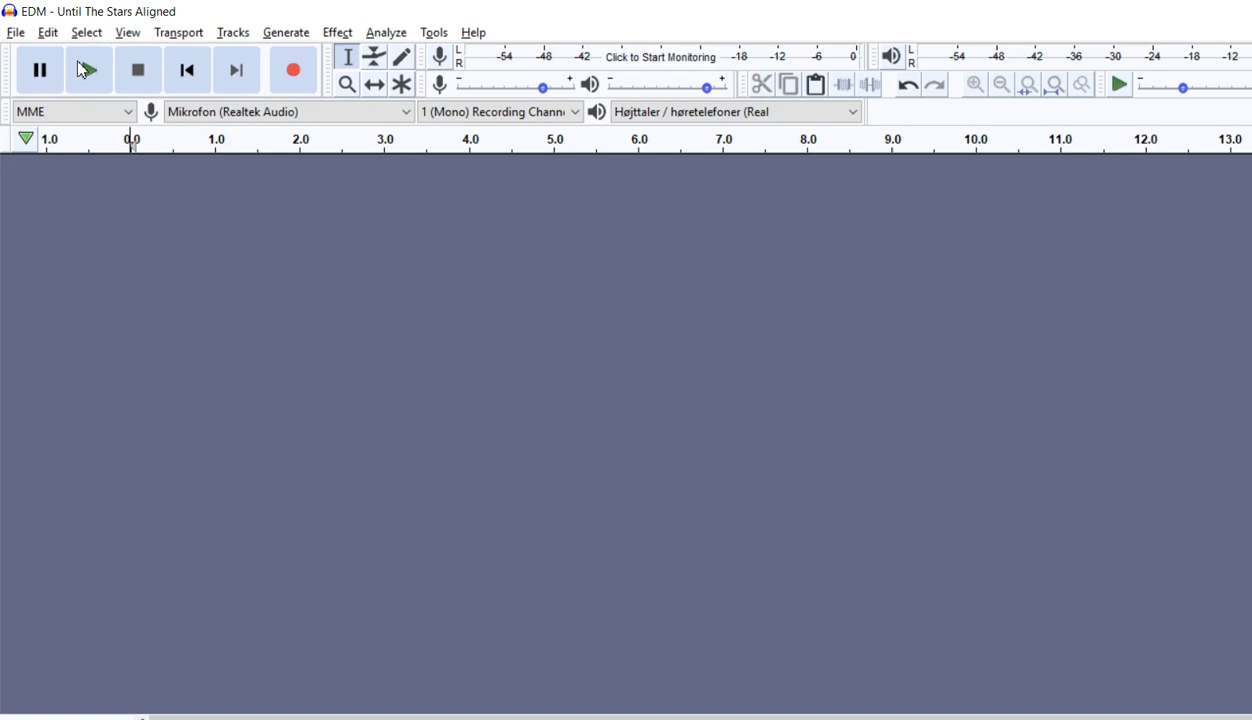 EDM - Until The Stars Aligned
File Edit Select View Transport Tracks Generate Effect Analyze Tools Help
L -54 -48 -42 Click to Start Monitoring -18 -12 -6 0 L -54 -48 -42 -36 -30 -24 -18 -12
R R
- + - + -
MME Mikrofon (Realtek Audio) 1 (Mono) Recording Chann Højttaler / høretelefoner (Real
1.0 0.0 1.0 2.0 3.0 4.0 5.0 6.0 7.0 8.0 9.0 10.0 11.0 12.0 13.0